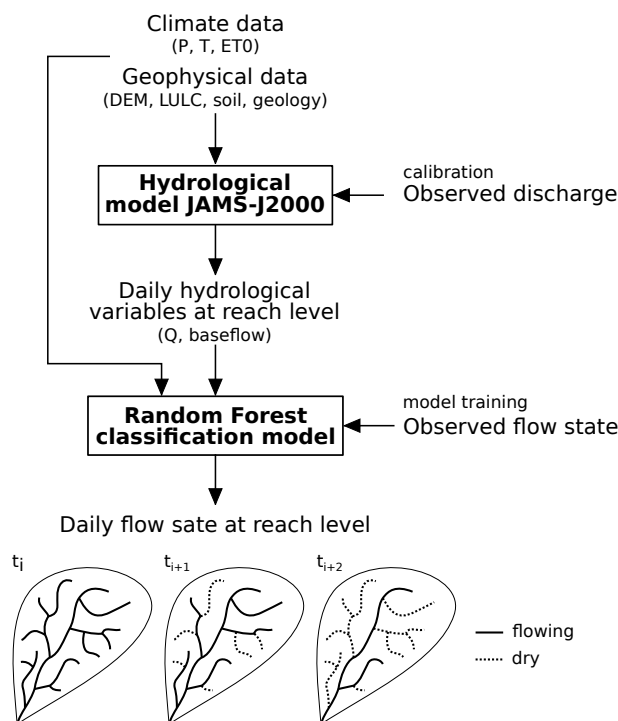 Climate data
(P, T, ET0)
Geophysical data
(DEM, LULC, soil, geology)
Hydrological
model JAMS-J2000
calibration
Observed discharge
Daily hydrological
variables at reach level
(Q, baseflow)
Random Forest
classification model
model training
Observed flow state
Daily flow sate at reach level
ti
ti+1
ti+2
flowing
dry